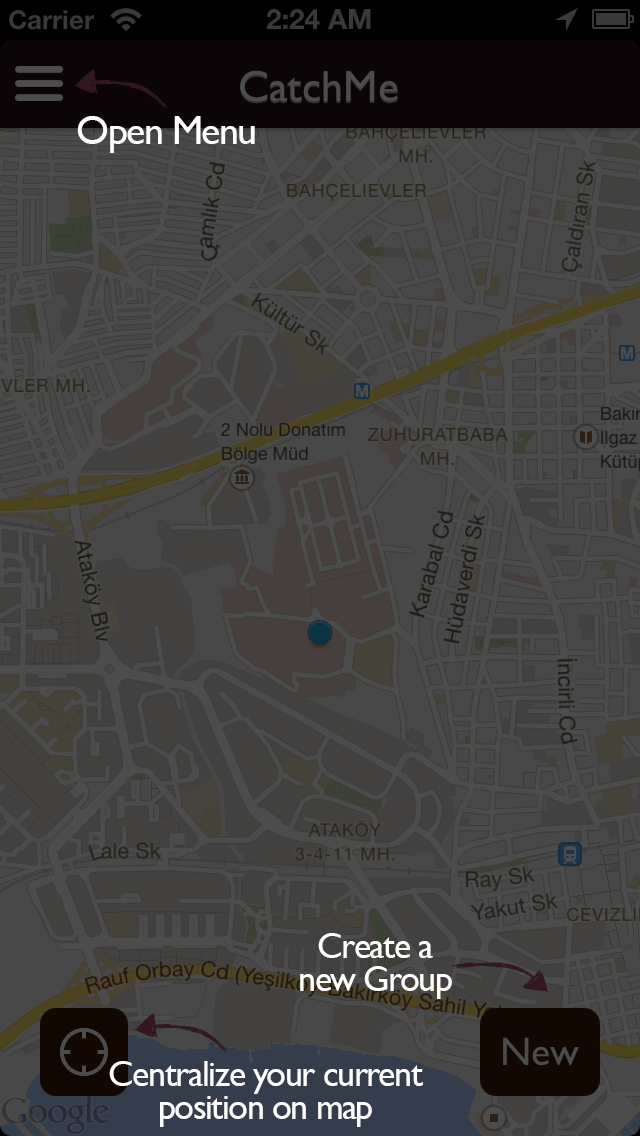 Carrier 2:24 AM
CatchMe
Open Menu
BAHÇELİEVLER
MH.
BAHÇELIEVLER
Çamlık Cd
Çaldıran Sk
Kültür Sk
VLER MH.
M
M
2 Nolu Donatım
Bölge Müd
ZUHURATBABA
MH.
Bakır
Ilgaz
Kütüp
Ataköy Blv
Karabal Cd
Hüdaverdi Sk
İncirli Cd
ATAKÖY
3-4-11 MH.
Lale Sk
Ray Sk
Yakut Sk
CEVIZLI
Create a
new Group
Rauf Orbay Cd (Yeşilköy Bakırköy Sahil
New
Centralize your current
position on map
Google